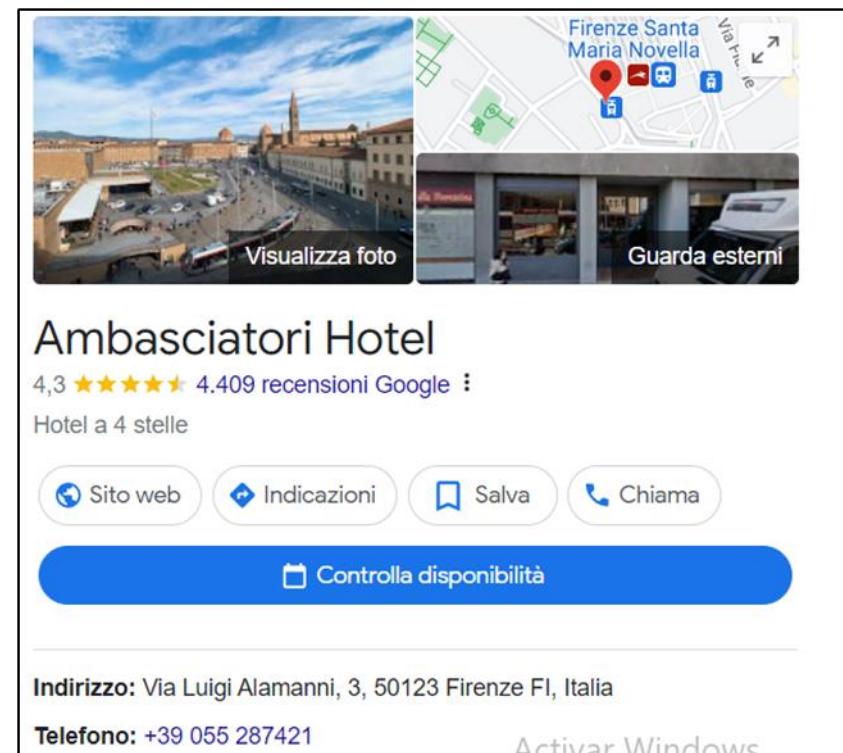 Firenze Santa
Maria Novella
Via
Visualizza foto
Guarda esterni
Ambasciatori Hotel
4,3 4.409 recensioni Google
Hotel a 4 stelle
Sito web Indicazioni Salva Chiama
Controlla disponibilità
Indirizzo: Via Luigi Alamanni, 3, 50123 Firenze FI, Italia
Telefono: +39 055 287421
Activar Windows